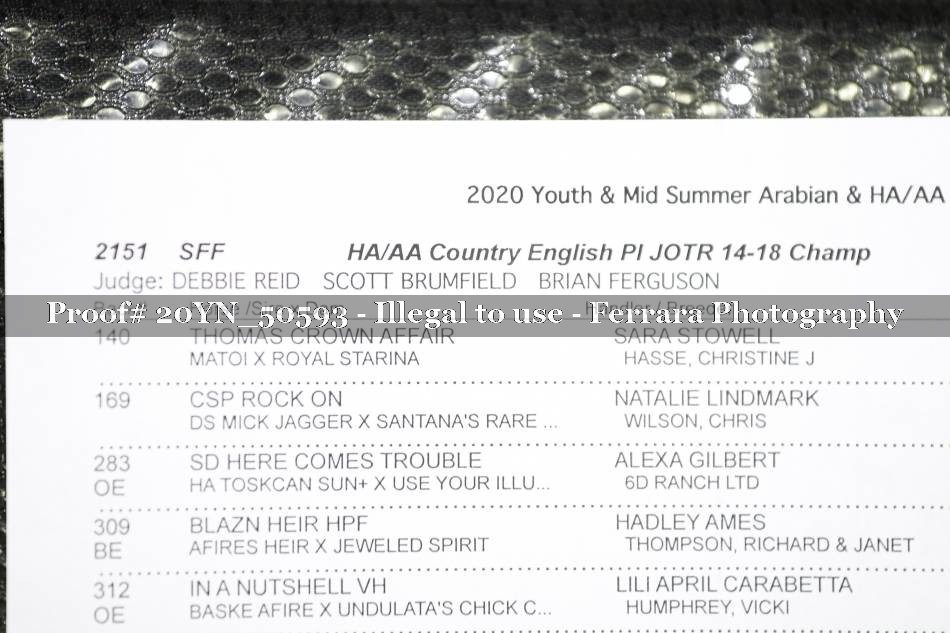 2020 Youth & Mid Summer Arabian & HA/AA
2151 SFF HA/AA Country English PI JOTR 14-18 Champ
Judge: DEBBIE REID SCOTT BRUMFIELD BRIAN FERGUSON
Proof# 20YN_50593 - Illegal to use - Ferrara Photography
140 THOMAS CROWN AFFAIR SARA STOWELL
MATOI X ROYAL STARINA HASSE, CHRISTINE J
169 CSP ROCK ON NATALIE LINDMARK
DS MICK JAGGER X SANTANA'S RARE ... WILSON, CHRIS
283 SD HERE COMES TROUBLE ALEXA GILBERT
OE HA TOSKCAN SUN+ X USE YOUR ILLU... 6D RANCH LTD
309 BLAZN HEIR HPF HADLEY AMES
BE AFIRES HEIR X JEWELED SPIRIT THOMPSON, RICHARD & JANET
312 IN A NUTSHELL VH LILI APRIL CARABETTA
OE BASKE AFIRE X UNDULATA'S CHICK C... HUMPHREY, VICKI